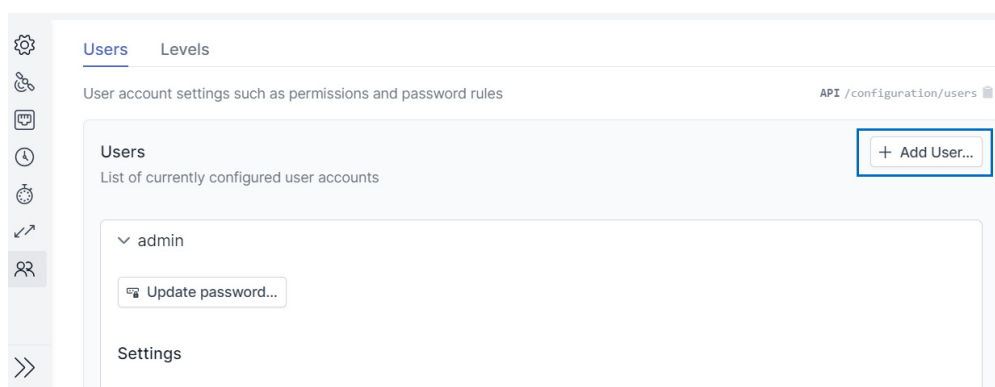 Users Levels
User account settings such as permissions and password rules API /configuration/users
Users + Add User...
List of currently configured user accounts
admin
Update password...
Settings